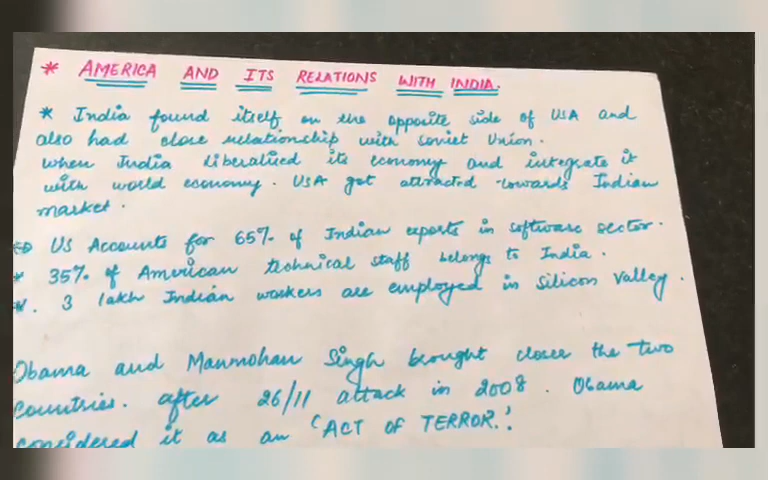 * AMERICA AND ITS RELATIONS WITH INDIA.
* India found itself on the opposite side of USA and
also had close relationship with Soviet Union.
when India liberalised its economy and integrate it
with world economy. USA got attracted towards Indian
market.
US Accounts for 65% of Indian exports in software sector.
* 35% of American technical staff belongs to India.
*. 3 lakh Indian workers are employed in Silicon Valley.
Obama and Manmohan Singh brought closer the two
Countries. after 26/11 attack in 2008. Obama
considered it as an 'ACT OF TERROR.'